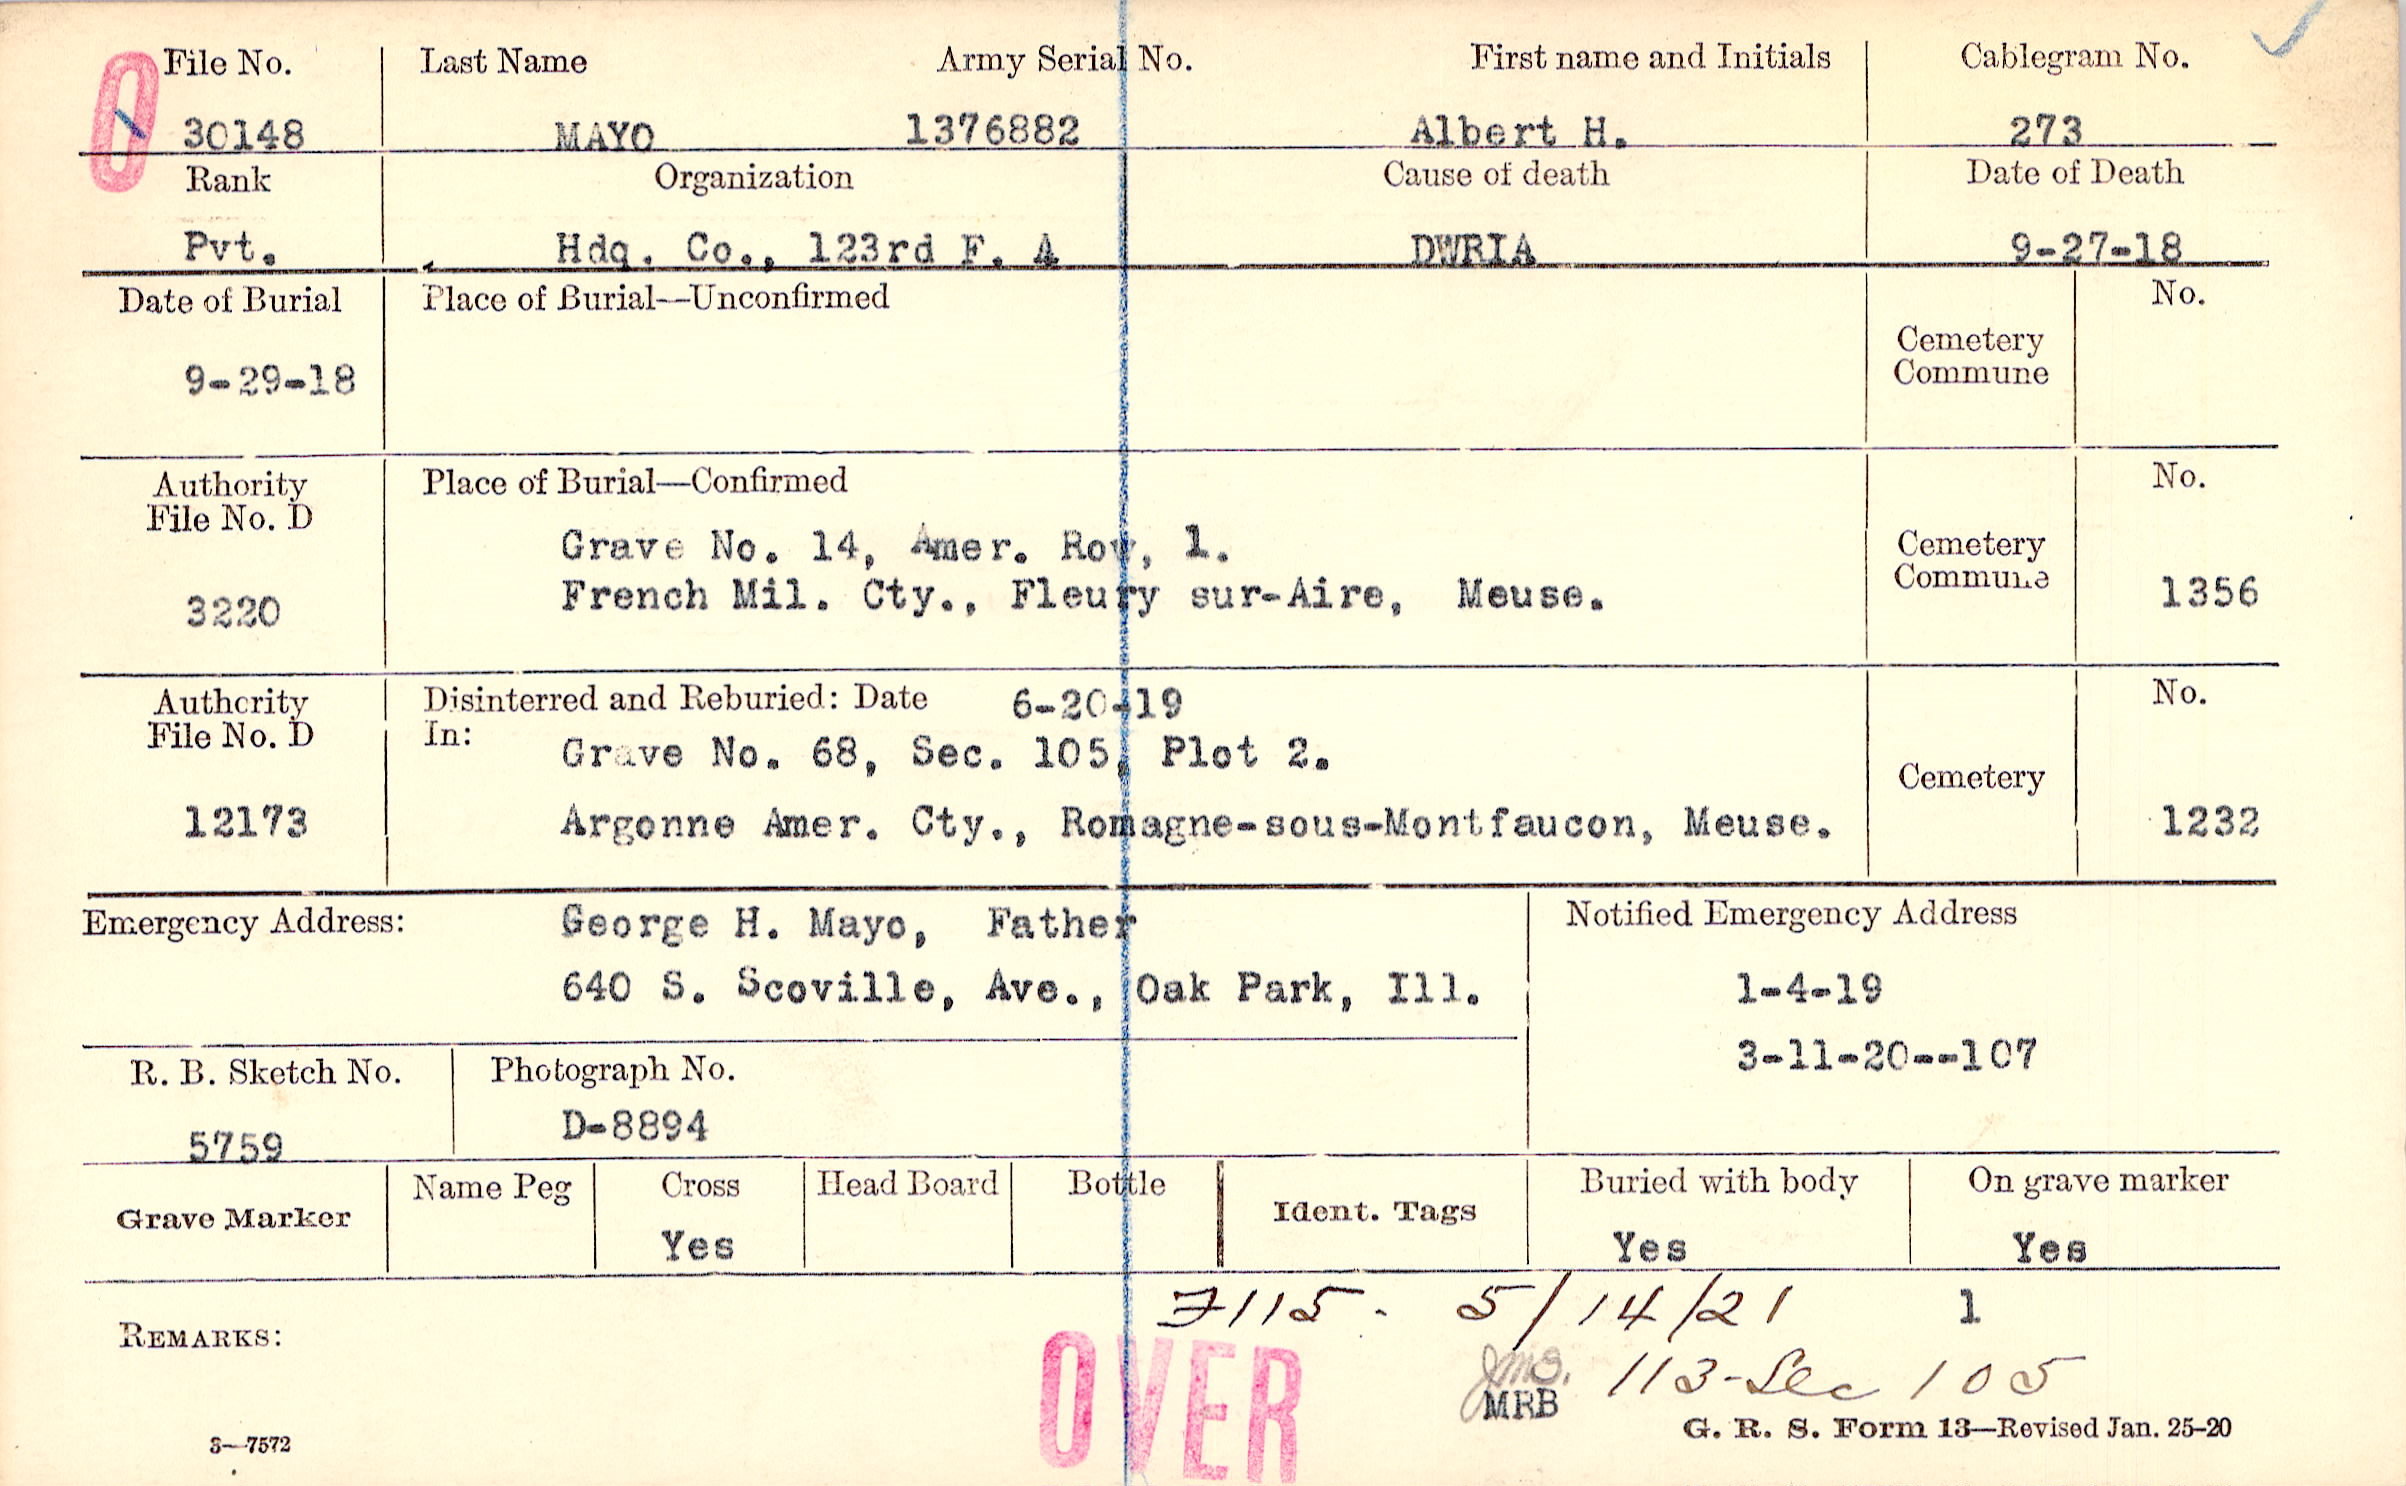 File No. Last Name Army Serial No. First name and Initials Cablegram No.
0
30148 MAYO 1376882 Albert H. 273
Rank Organization Cause of death Date of Death
Pvt. Hdq. Co., 123rd F. A DWRIA 9-27-18
Date of Burial Place of Burial—Unconfirmed No.
Cemetery
Commune
9-29-18
Authority Place of Burial—Confirmed No.
File No. D
Grave No. 14, Amer. Row, 1. Cemetery
Commune
3220 French Mil. Cty., Fleury sur-Aire, Meuse. 1356
Authority Disinterred and Reburied: Date 6-20-19 No.
File No. D In:
Grave No. 68, Sec. 105, Plot 2.
Cemetery
12173 Argonne Amer. Cty., Romagne-sous-Montfaucon, Meuse. 1232
Emergency Address: George H. Mayo, Father Notified Emergency Address
640 S. Scoville, Ave., Oak Park, Ill. 1-4-19
3-11-20--107
R. B. Sketch No. Photograph No.
5759 D-8894
Grave Marker Name Peg Cross Head Board Bottle Ident. Tags Buried with body On grave marker
Yes Yes Yes
7115 - 5/14/21 1
REMARKS:
OVER
113-Sec 105
MRB
G. R. S. Form 13—Revised Jan. 25-20
3—7572